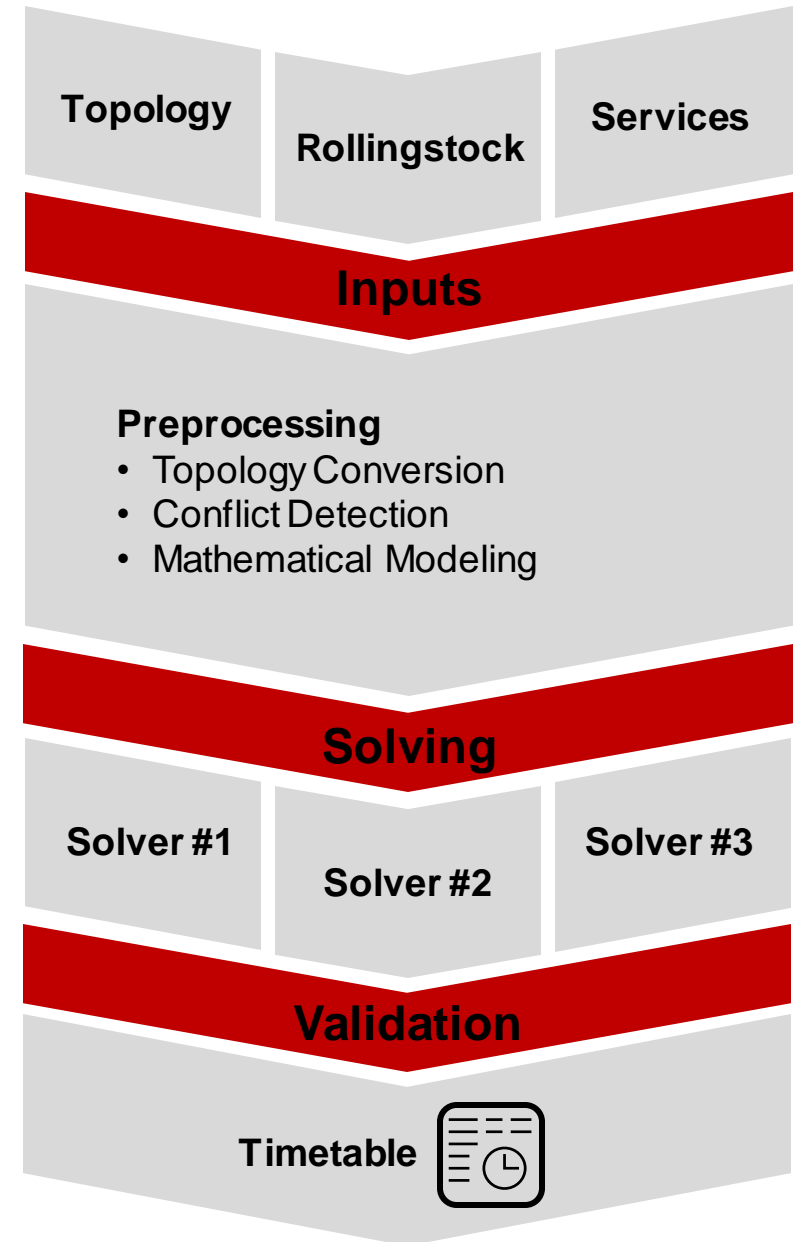 Topology
Rollingstock
Services
Inputs
Preprocessing
• Topology Conversion
• Conflict Detection
• Mathematical Modeling
Solving
Solver #1
Solver #2
Solver #3
Validation
Timetable